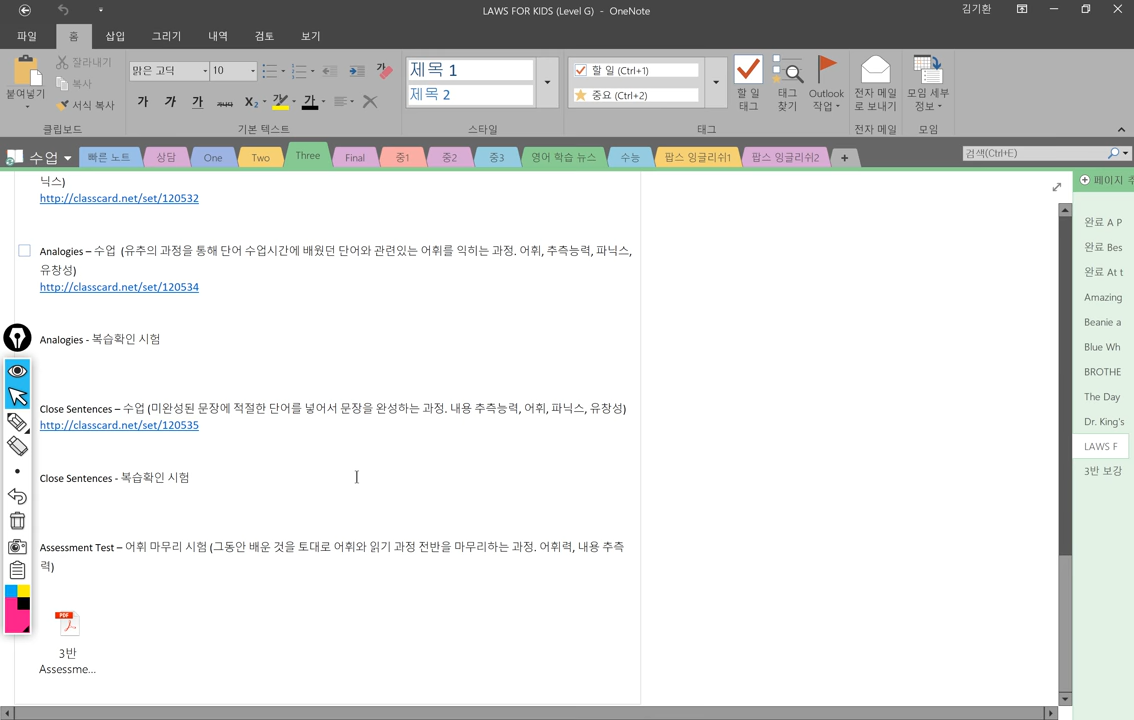 LAWS FOR KIDS (Level G) - OneNote
김기환
파일 홈 삽입 그리기 내역 검토 보기
붙여넣기
잘라내기
복사
서식 복사
클립보드
맑은 고딕 10
가 가 가 abc X₂ 가
기본 텍스트
제목 1
제목 2
스타일
할 일 (Ctrl+1)
중요 (Ctrl+2)
할 일
태그
태그
찾기
태그
Outlook
작업
전자 메일
로 보내기
전자 메일
모임 세부
정보
모임
수업 빠른 노트 상담 One Two Three Final 중1 중2 중3 영어 학습 뉴스 수능 팝스 잉글리쉬1 팝스 잉글리쉬2
검색(Ctrl+E)
닉스)
http://classcard.net/set/120532
Analogies – 수업 (유추의 과정을 통해 단어 수업시간에 배웠던 단어와 관련있는 어휘를 익히는 과정. 어휘, 추측능력, 파닉스,
유창성)
http://classcard.net/set/120534
Analogies - 복습확인 시험
Close Sentences – 수업 (미완성된 문장에 적절한 단어를 넣어서 문장을 완성하는 과정. 내용 추측능력, 어휘, 파닉스, 유창성)
http://classcard.net/set/120535
Close Sentences - 복습확인 시험
Assessment Test – 어휘 마무리 시험 (그동안 배운 것을 토대로 어휘와 읽기 과정 전반을 마무리하는 과정. 어휘력, 내용 추측
력)
PDF
3반
Assessme...
페이지 추
완료 A P
완료 Bes
완료 At t
Amazing
Beanie a
Blue Wh
BROTHE
The Day
Dr. King's
LAWS F
3반 보강